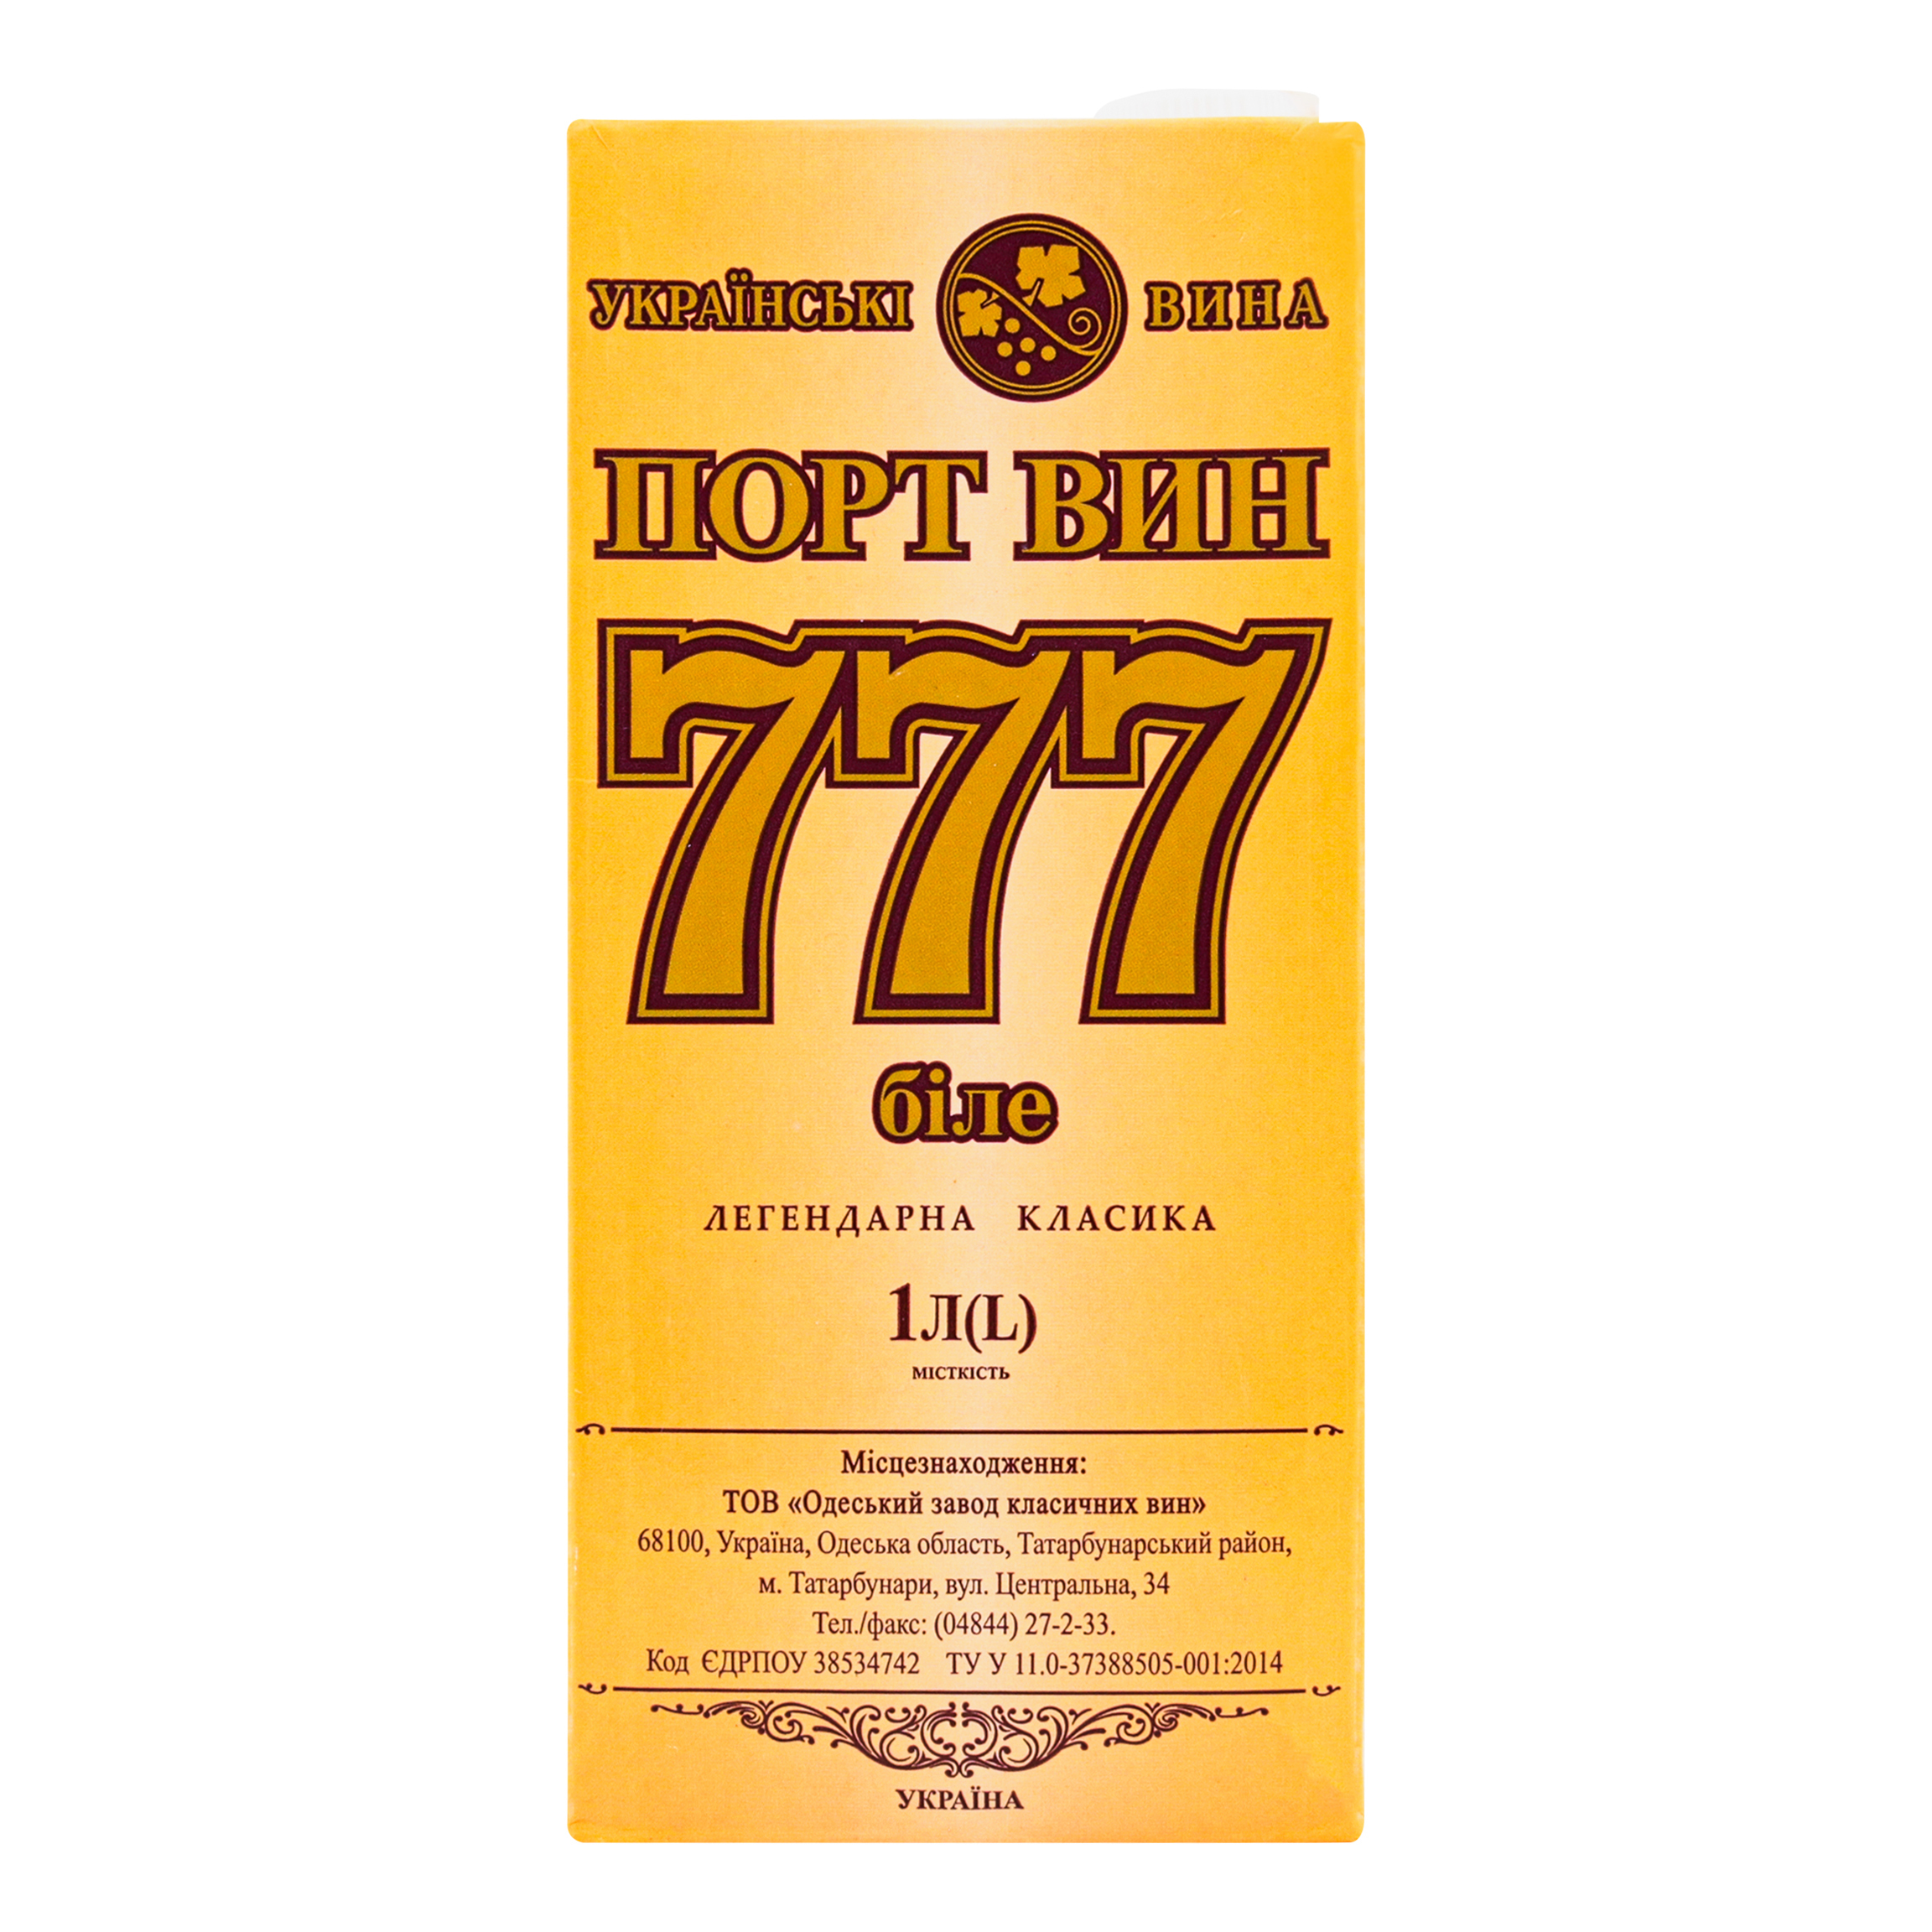 УКРАЇНСЬКІ ВИНА
ПОРТ ВИН
777
біле
ЛЕГЕНДАРНА КЛАСИКА
1Л(L)
МІСТКІСТЬ
Місцезнаходження:
ТОВ «Одеський завод класичних вин»
68100, Україна, Одеська область, Татарбунарський район,
м. Татарбунари, вул. Центральна, 34
Тел./факс: (04844) 27-2-33.
Код ЄДРПОУ 38534742 ТУ У 11.0-37388505-001:2014
УКРАЇНА